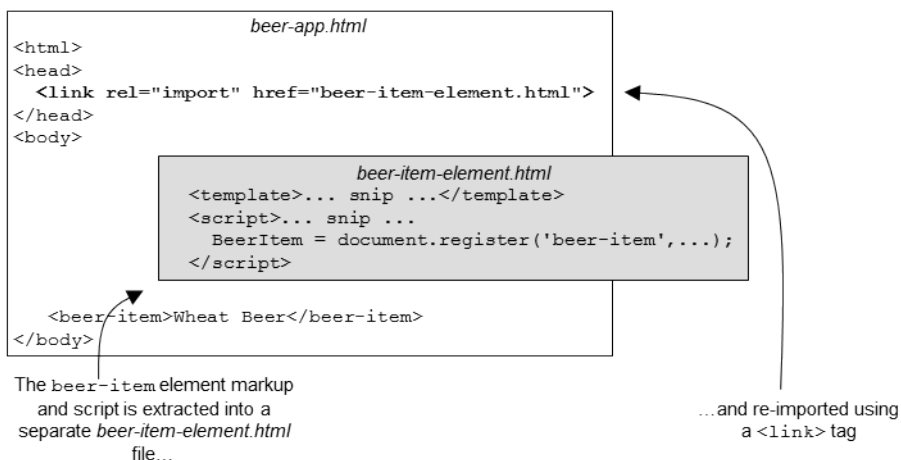 beer-app.html
<html>
<head>
<link rel="import" href="beer-item-element.html">
</head>
<body>
beer-item-element.html
<template>... snip ...</template>
<script>... snip ...
BeerItem = document.register('beer-item',...);
</script>
<beer-item>Wheat Beer</beer-item>
</body>
The beer-item element markup
and script is extracted into a
separate beer-item-element.html
file...
...and re-imported using
a <link> tag